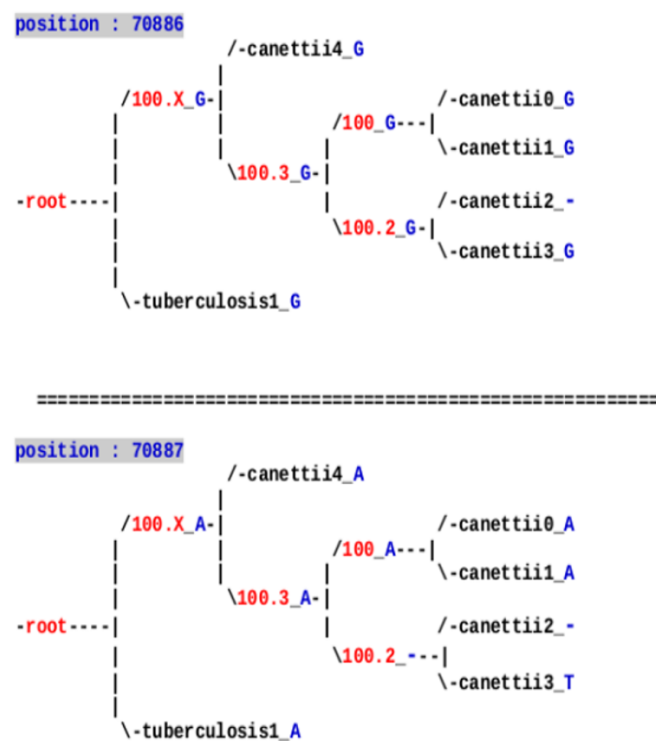 position : 70886
/-canettii4_G
/100.X_G-|
/-canettii0_G
/100_G---|
\-canettii1_G
\100.3_G-|
-root----|
/-canettii2_-
\100.2_G-|
\-canettii3_G
\-tuberculosis1_G
============================================================
position : 70887
/-canettii4_A
/100.X_A-|
/-canettii0_A
/100_A---|
\-canettii1_A
\100.3_A-|
-root----|
/-canettii2_-
\100.2_---|
\-canettii3_T
\-tuberculosis1_A